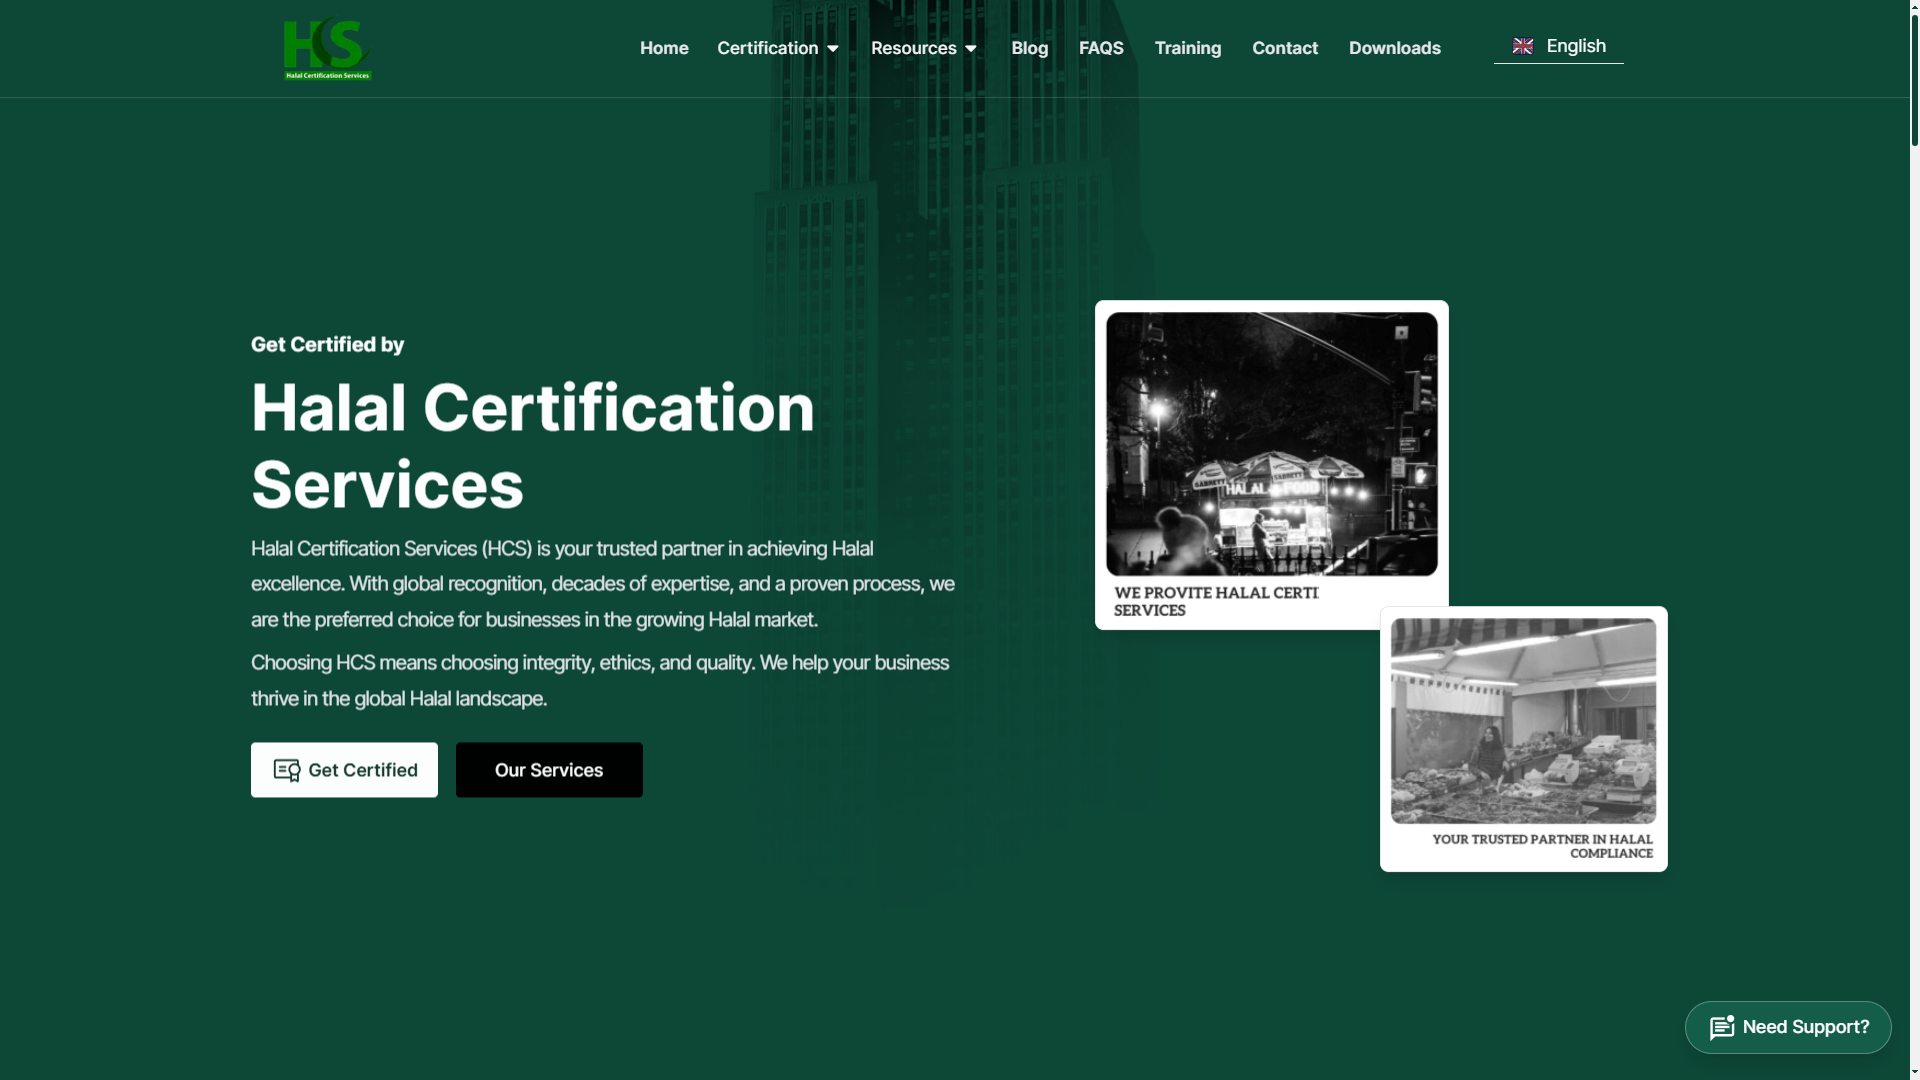 HCS
Halal Certification Services
Home
Certification
Resources
Blog
FAQS
Training
Contact
Downloads
English
Get Certified by
Halal Certification
Services
Halal Certification Services (HCS) is your trusted partner in achieving Halal
excellence. With global recognition, decades of expertise, and a proven process, we
are the preferred choice for businesses in the growing Halal market.
Choosing HCS means choosing integrity, ethics, and quality. We help your business
thrive in the global Halal landscape.
Get Certified
Our Services
SABRETT
SABRETT
HALAL FOOD
WE PROVITE HALAL CERTI
SERVICES
YOUR TRUSTED PARTNER IN HALAL
COMPLIANCE
Need Support?